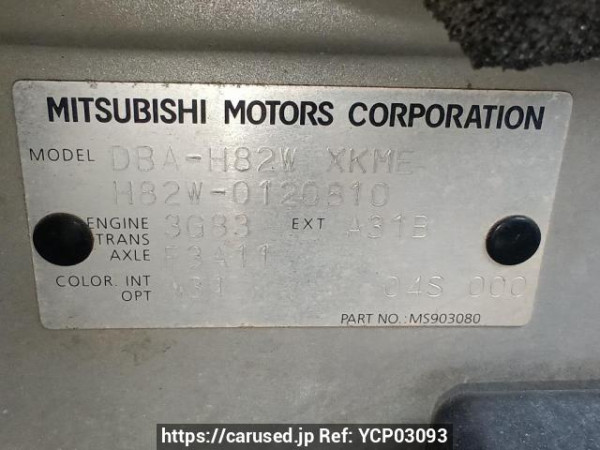 MITSUBISHI MOTORS CORPORATION
MODEL DBA-H82W XKME
H82W-0120810
ENGINE 3G83 EXT A31B
TRANS
AXLE F3A11
COLOR. INT 04S 000
OPT
PART NO.: MS903080
https://carused.jp Ref: YCP03093